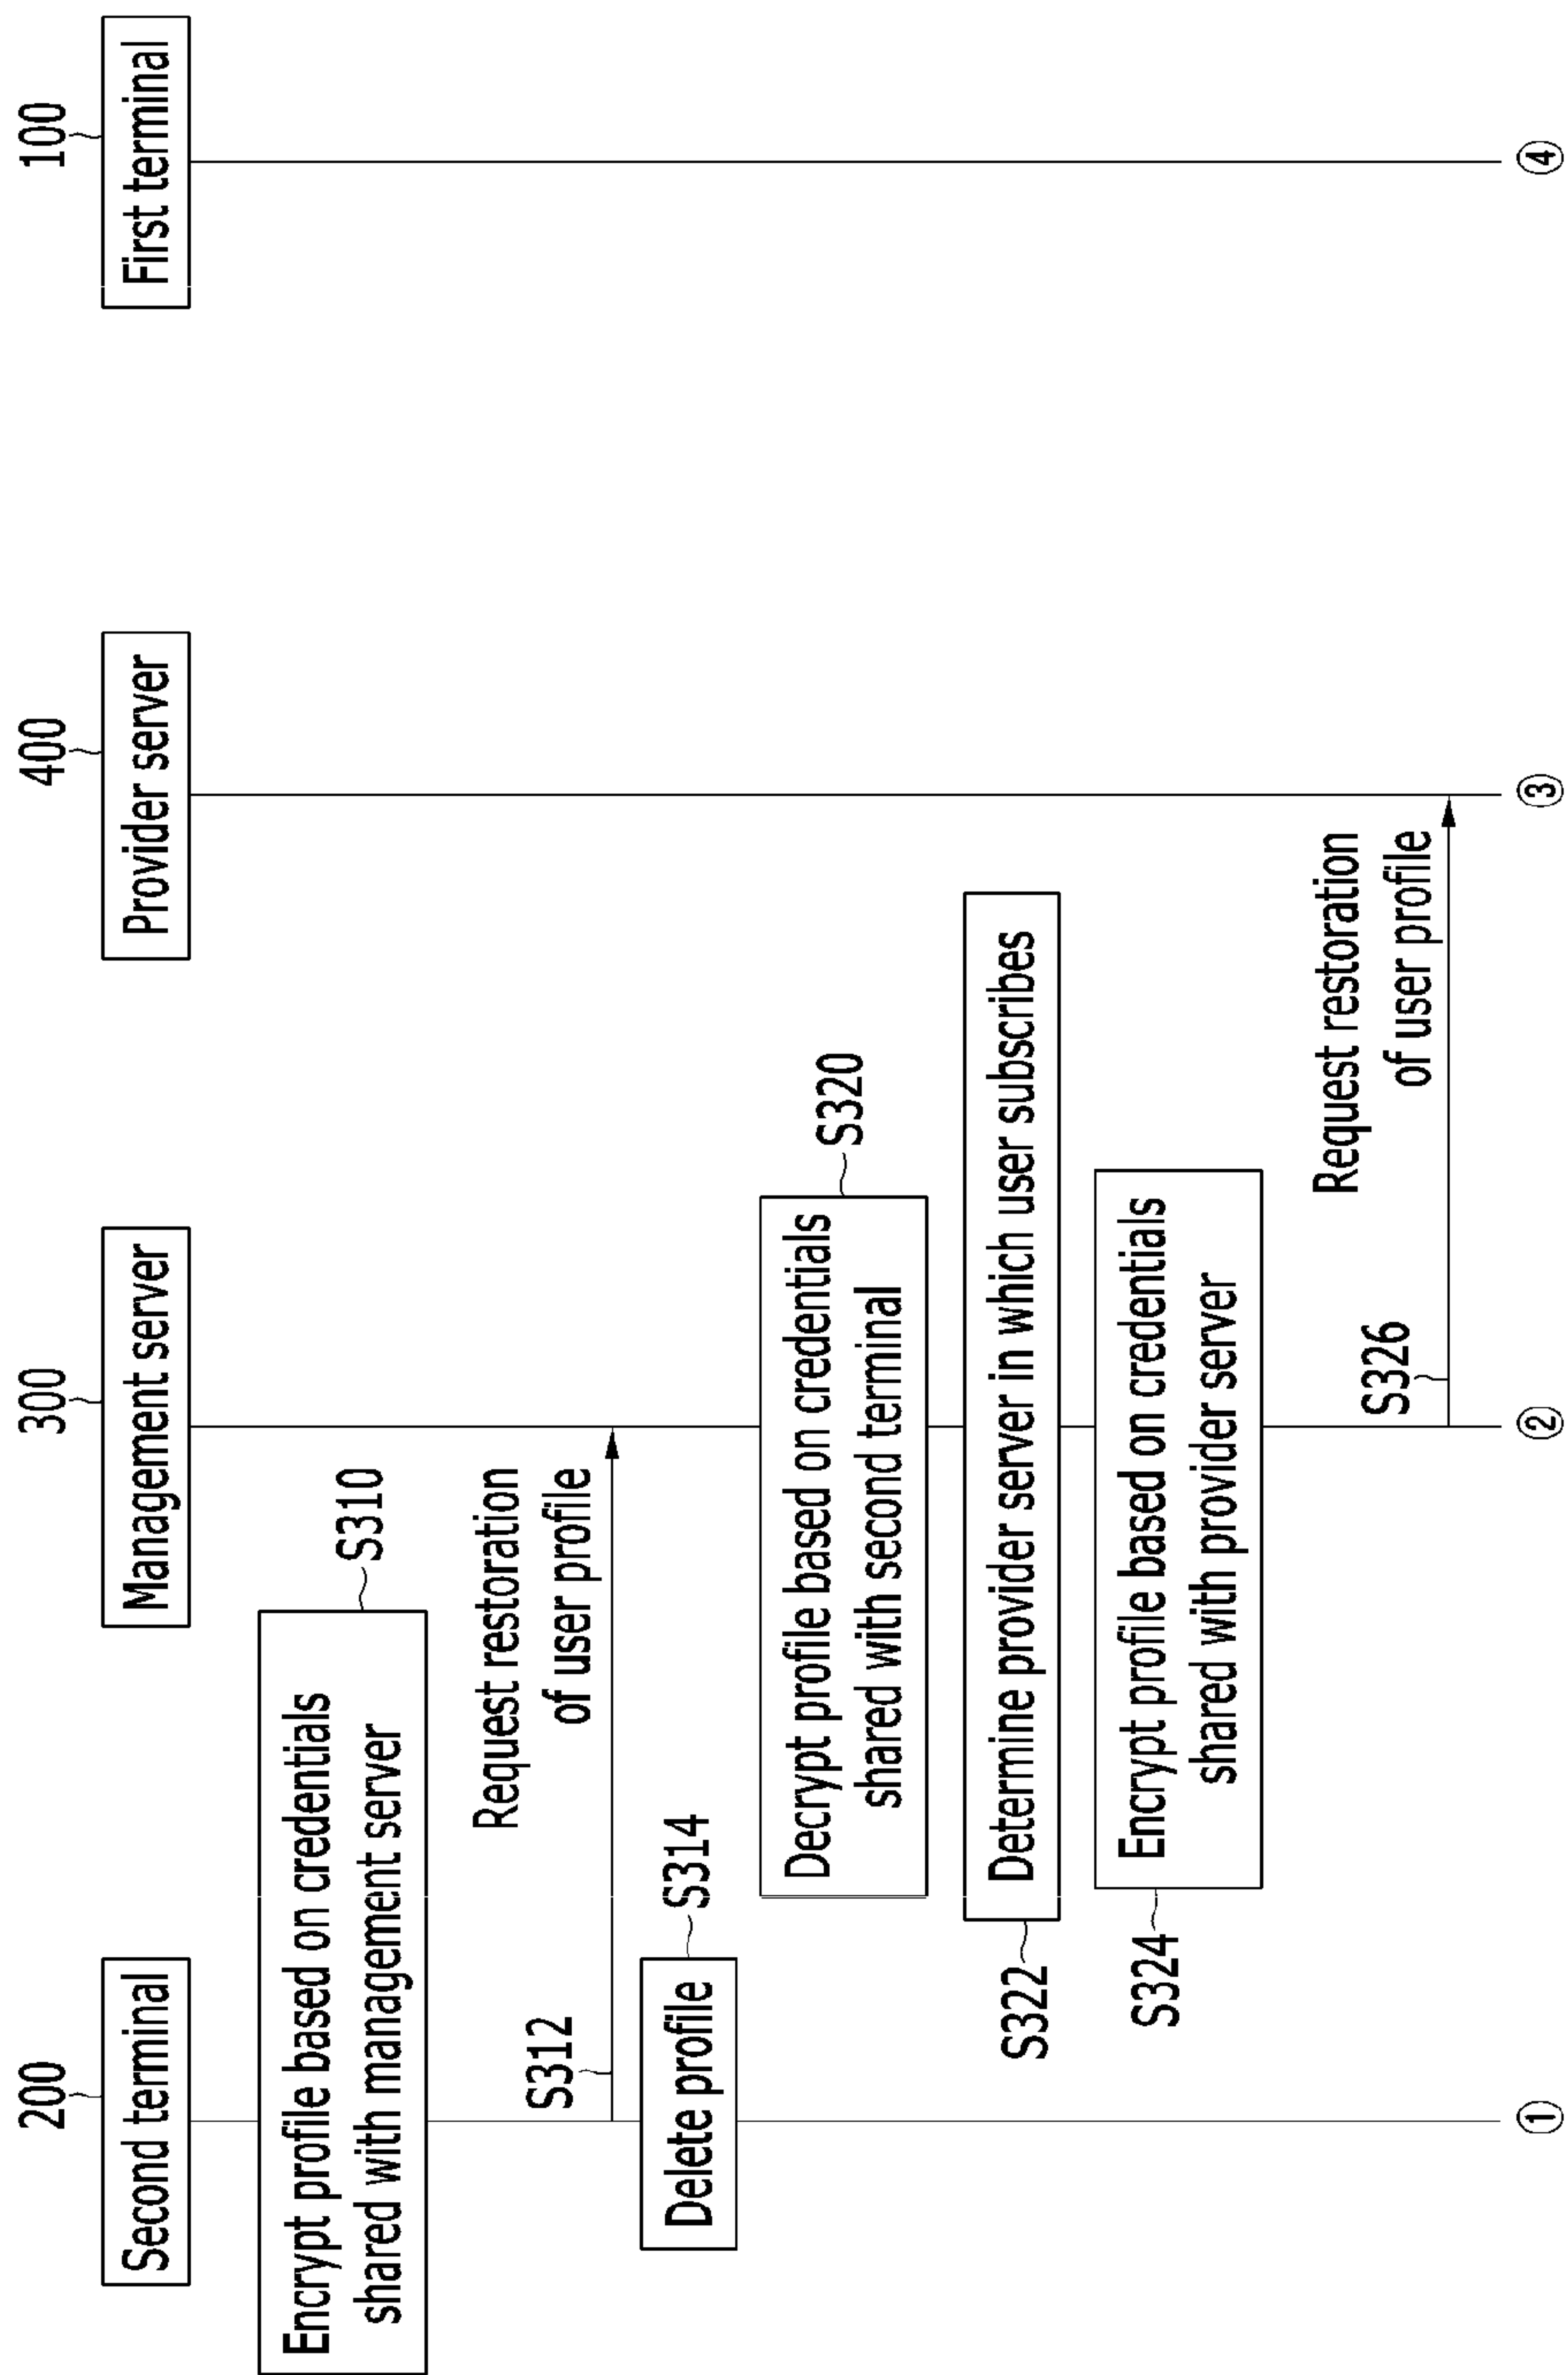 200
300
400
100
Second terminal
Management server
Provider server
First terminal
Encrypt profile based on credentials
shared with management server
S310
S312
Request restoration
of user profile
Delete profile
S314
Decrypt profile based on credentials
shared with second terminal
S320
S322
Determine provider server in which user subscribes
S324
Encrypt profile based on credentials
shared with provider server
S326
Request restoration
of user profile
①
②
③
④